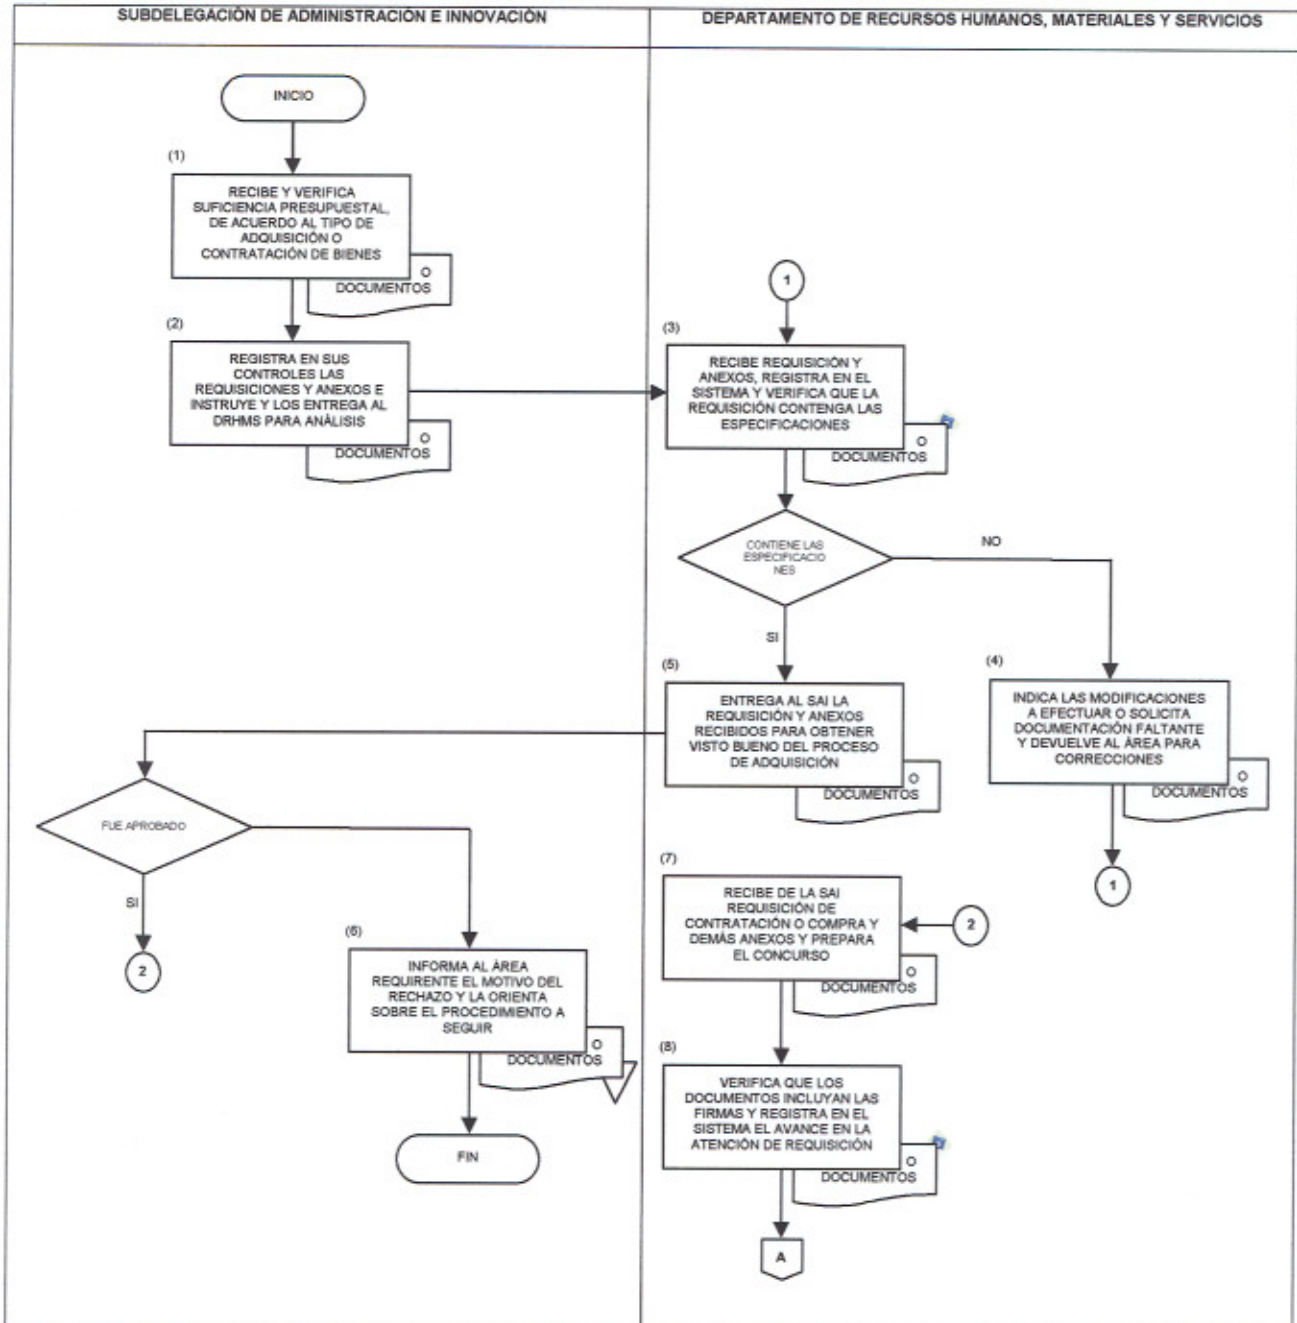 SUBDELEGACIÓN DE ADMINISTRACIÓN E INNOVACIÓN
DEPARTAMENTO DE RECURSOS HUMANOS, MATERIALES Y SERVICIOS
INICIO
(1)
RECIBE Y VERIFICA
SUFICIENCIA PRESUPUESTAL,
DE ACUERDO AL TIPO DE
ADQUISICIÓN O
CONTRATACIÓN DE BIENES
O
DOCUMENTOS
(2)
REGISTRA EN SUS
CONTROLES LAS
REQUISICIONES Y ANEXOS E
INSTRUYE Y LOS ENTREGA AL
DRHMS PARA ANÁLISIS
O
DOCUMENTOS
1
(3)
RECIBE REQUISICIÓN Y
ANEXOS, REGISTRA EN EL
SISTEMA Y VERIFICA QUE LA
REQUISICIÓN CONTENGA LAS
ESPECIFICACIONES
O
DOCUMENTOS
CONTIENE LAS
ESPECIFICACIO
NES
NO
SI
(5)
ENTREGA AL SAI LA
REQUISICIÓN Y ANEXOS
RECIBIDOS PARA OBTENER
VISTO BUENO DEL PROCESO
DE ADQUISICIÓN
O
DOCUMENTOS
(4)
INDICA LAS MODIFICACIONES
A EFECTUAR O SOLICITA
DOCUMENTACIÓN FALTANTE
Y DEVUELVE AL ÁREA PARA
CORRECCIONES
O
DOCUMENTOS
1
FUE APROBADO
SI
2
(6)
INFORMA AL ÁREA
REQUIRENTE EL MOTIVO DEL
RECHAZO Y LA ORIENTA
SOBRE EL PROCEDIMIENTO A
SEGUIR
O
DOCUMENTOS
FIN
(7)
RECIBE DE LA SAI
REQUISICIÓN DE
CONTRATACIÓN O COMPRA Y
DEMÁS ANEXOS Y PREPARA
EL CONCURSO
2
O
DOCUMENTOS
(8)
VERIFICA QUE LOS
DOCUMENTOS INCLUYAN LAS
FIRMAS Y REGISTRA EN EL
SISTEMA EL AVANCE EN LA
ATENCIÓN DE REQUISICIÓN
O
DOCUMENTOS
A